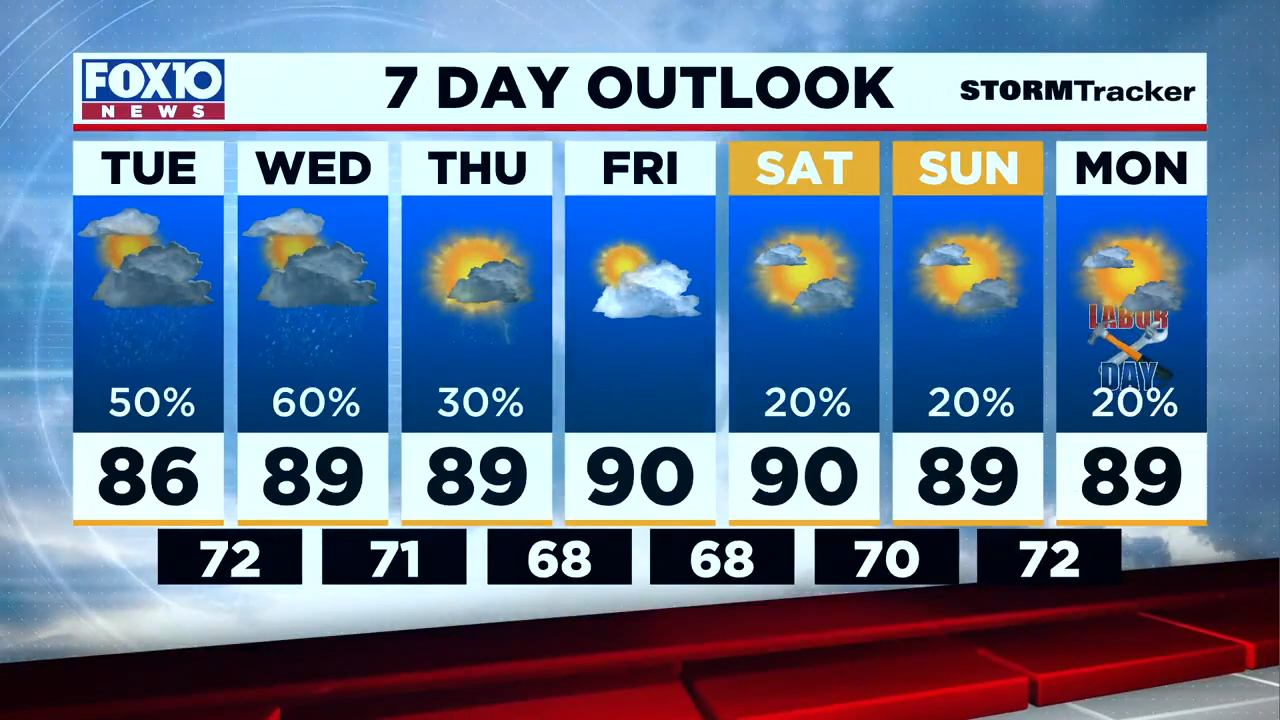 FOX10
NEWS
7 DAY OUTLOOK
STORMTracker
TUE WED THU FRI SAT SUN MON
LABOR
DAY
50% 60% 30% 20% 20% 20%
86 89 89 90 90 89 89
72 71 68 68 70 72